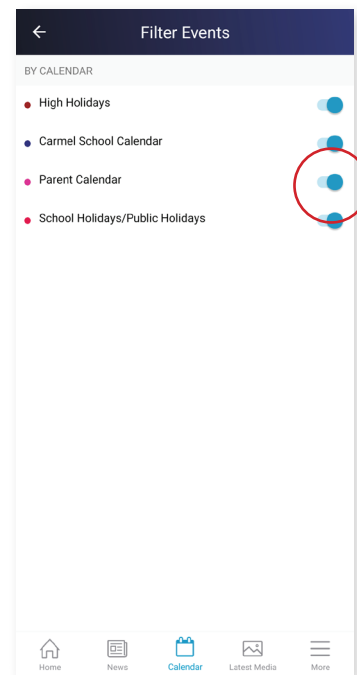 Filter Events
BY CALENDAR
High Holidays
Carmel School Calendar
Parent Calendar
School Holidays/Public Holidays
Home News Calendar Latest Media More